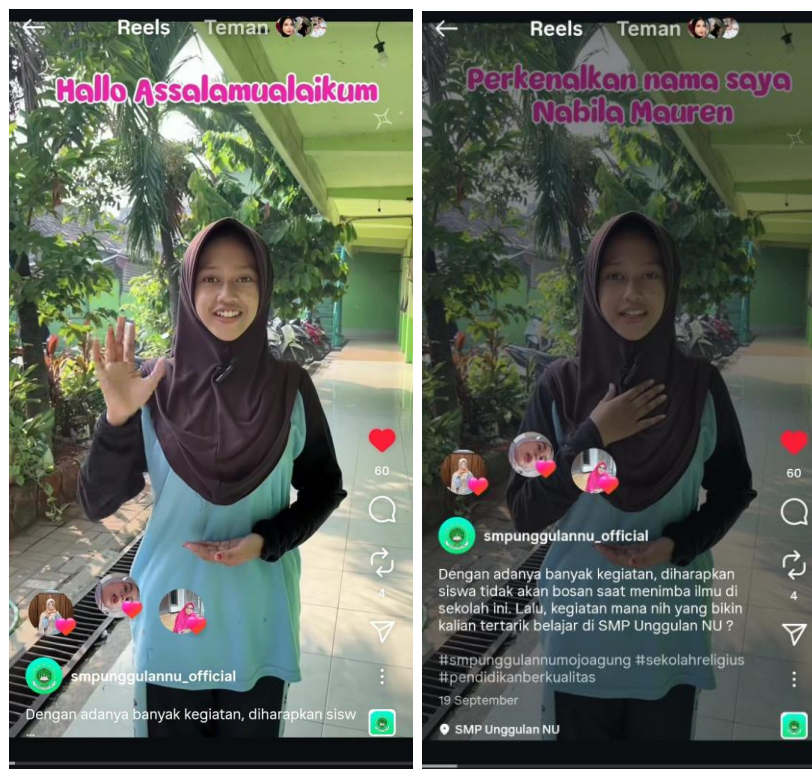 Reels
Teman
Hallo Assalamualaikum
60
4
smpunggulannu_official
Dengan adanya banyak kegiatan, diharapkan sisw
...
Reels
Teman
Perkenalkan nama saya
Nabila Mauren
60
smpunggulannu_official
Dengan adanya banyak kegiatan, diharapkan
siswa tidak akan bosan saat menimba ilmu di
sekolah ini. Lalu, kegiatan mana nih yang bikin
kalian tertarik belajar di SMP Unggulan NU ?
4
#smpunggulannumojoagung #sekolahreligius
#pendidikanberkualitas
19 September
SMP Unggulan NU